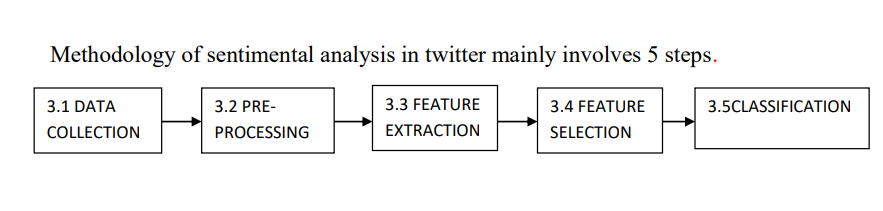 Methodology of sentimental analysis in twitter mainly involves 5 steps.
3.1 DATA
COLLECTION
3.2 PRE-
PROCESSING
3.3 FEATURE
EXTRACTION
3.4 FEATURE
SELECTION
3.5CLASSIFICATION